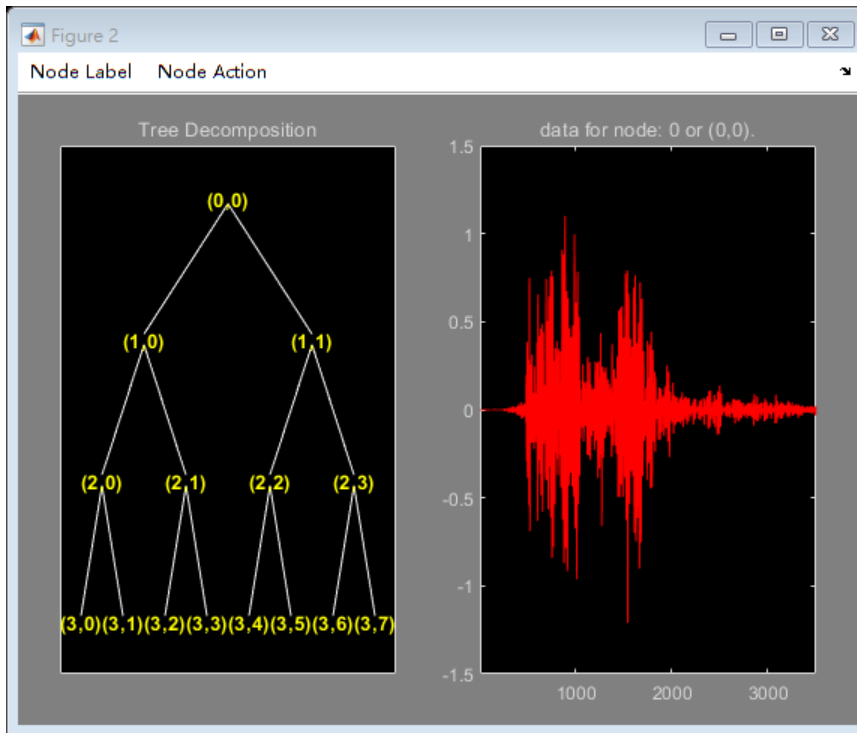 Figure 2
Node Label Node Action
Tree Decomposition
(0,0)
(1,0) (1,1)
(2,0) (2,1) (2,2) (2,3)
(3,0)(3,1)(3,2)(3,3)(3,4)(3,5)(3,6)(3,7)
data for node: 0 or (0,0).
1.5
1
0.5
0
-0.5
-1
-1.5
1000 2000 3000